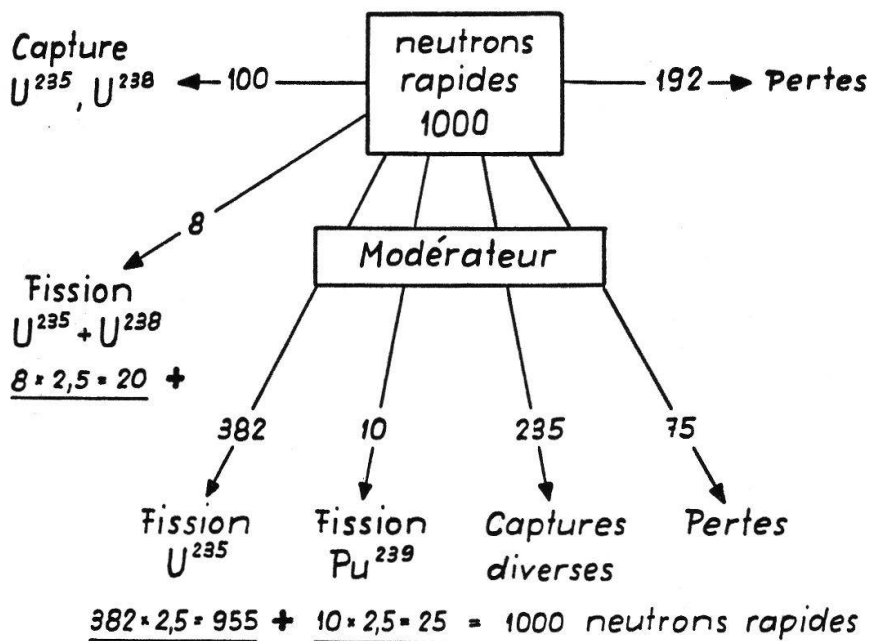 neutrons
rapides
1000
Capture
U²³⁵, U²³⁸
100
192
Pertes
8
Modérateur
Fission
U²³⁵ + U²³⁸
8 × 2,5 = 20 +
382
10
235
75
Fission
U²³⁵
Fission
Pu²³⁹
Captures
diverses
Pertes
382 × 2,5 = 955 + 10 × 2,5 = 25 = 1000 neutrons rapides